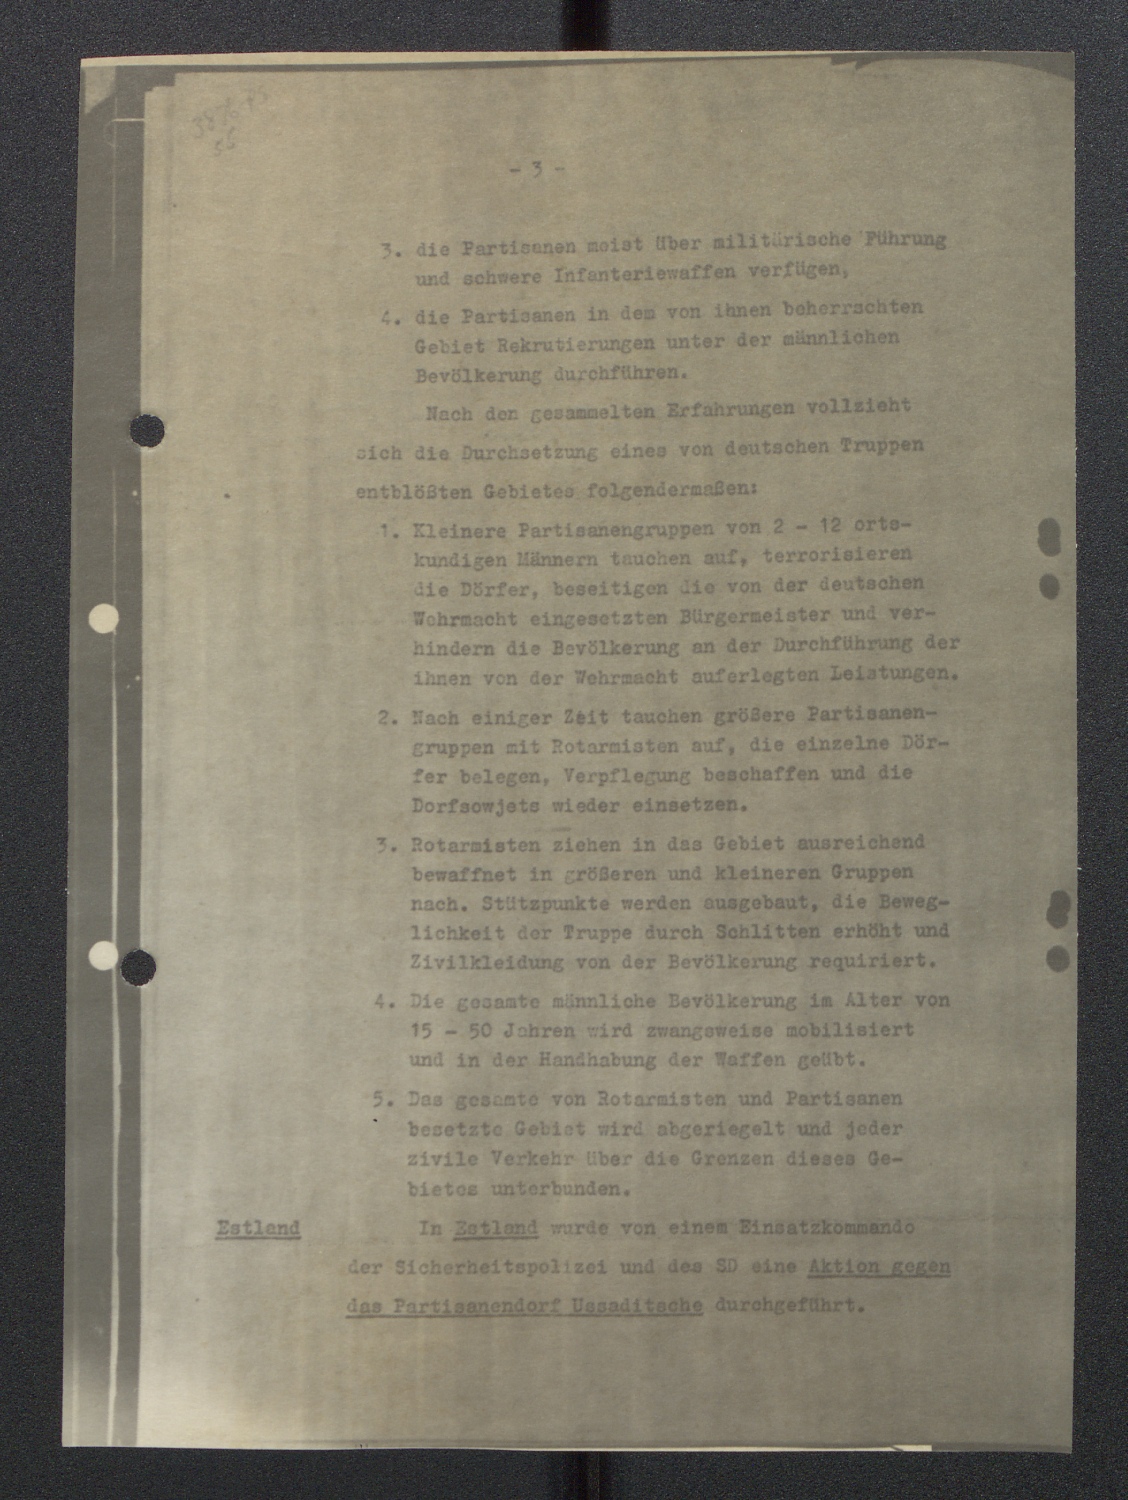 - 3 -
3. die Partisanen meist über militärische Führung
und schwere Infanteriewaffen verfügen,
4. die Partisanen in dem von ihnen beherrschten
Gebiet Rekrutierungen unter der männlichen
Bevölkerung durchführen.
Nach den gesammelten Erfahrungen vollzieht
sich die Durchsetzung eines von deutschen Truppen
entblößten Gebietes folgendermaßen:
1. Kleinere Partisanengruppen von 2 - 12 orts-
kundigen Männern tauchen auf, terrorisieren
die Dörfer, beseitigen die von der deutschen
Wehrmacht eingesetzten Bürgermeister und ver-
hindern die Bevölkerung an der Durchführung der
ihnen von der Wehrmacht auferlegten Leistungen.
2. Nach einiger Zeit tauchen größere Partisanen-
gruppen mit Rotarmisten auf, die einzelne Dör-
fer belegen, Verpflegung beschaffen und die
Dorfsowjets wieder einsetzen.
3. Rotarmisten ziehen in das Gebiet ausreichend
bewaffnet in größeren und kleineren Gruppen
nach. Stützpunkte werden ausgebaut, die Beweg-
lichkeit der Truppe durch Schlitten erhöht und
Zivilkleidung von der Bevölkerung requiriert.
4. Die gesamte männliche Bevölkerung im Alter von
15 - 50 Jahren wird zwangsweise mobilisiert
und in der Handhabung der Waffen geübt.
5. Das gesamte von Rotarmisten und Partisanen
besetzte Gebiet wird abgeriegelt und jeder
zivile Verkehr über die Grenzen dieses Ge-
bietes unterbunden.
Estland In Estland wurde von einem Einsatzkommando
der Sicherheitspolizei und des SD eine Aktion gegen
das Partisanendorf Ussaditsche durchgeführt.